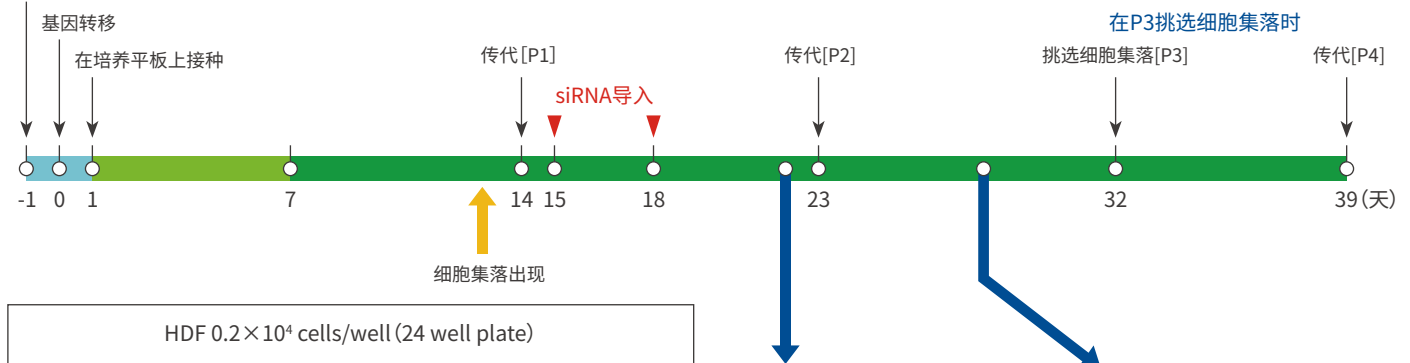 在P3挑选细胞集落时
基因转移
在培养平板上接种
传代[P1]
传代[P2]
挑选细胞集落[P3]
传代[P4]
siRNA导入
-1 0 1 7 14 15 18 23 32 39(天)
细胞集落出现
HDF 0.2×10⁴ cells/well(24 well plate)